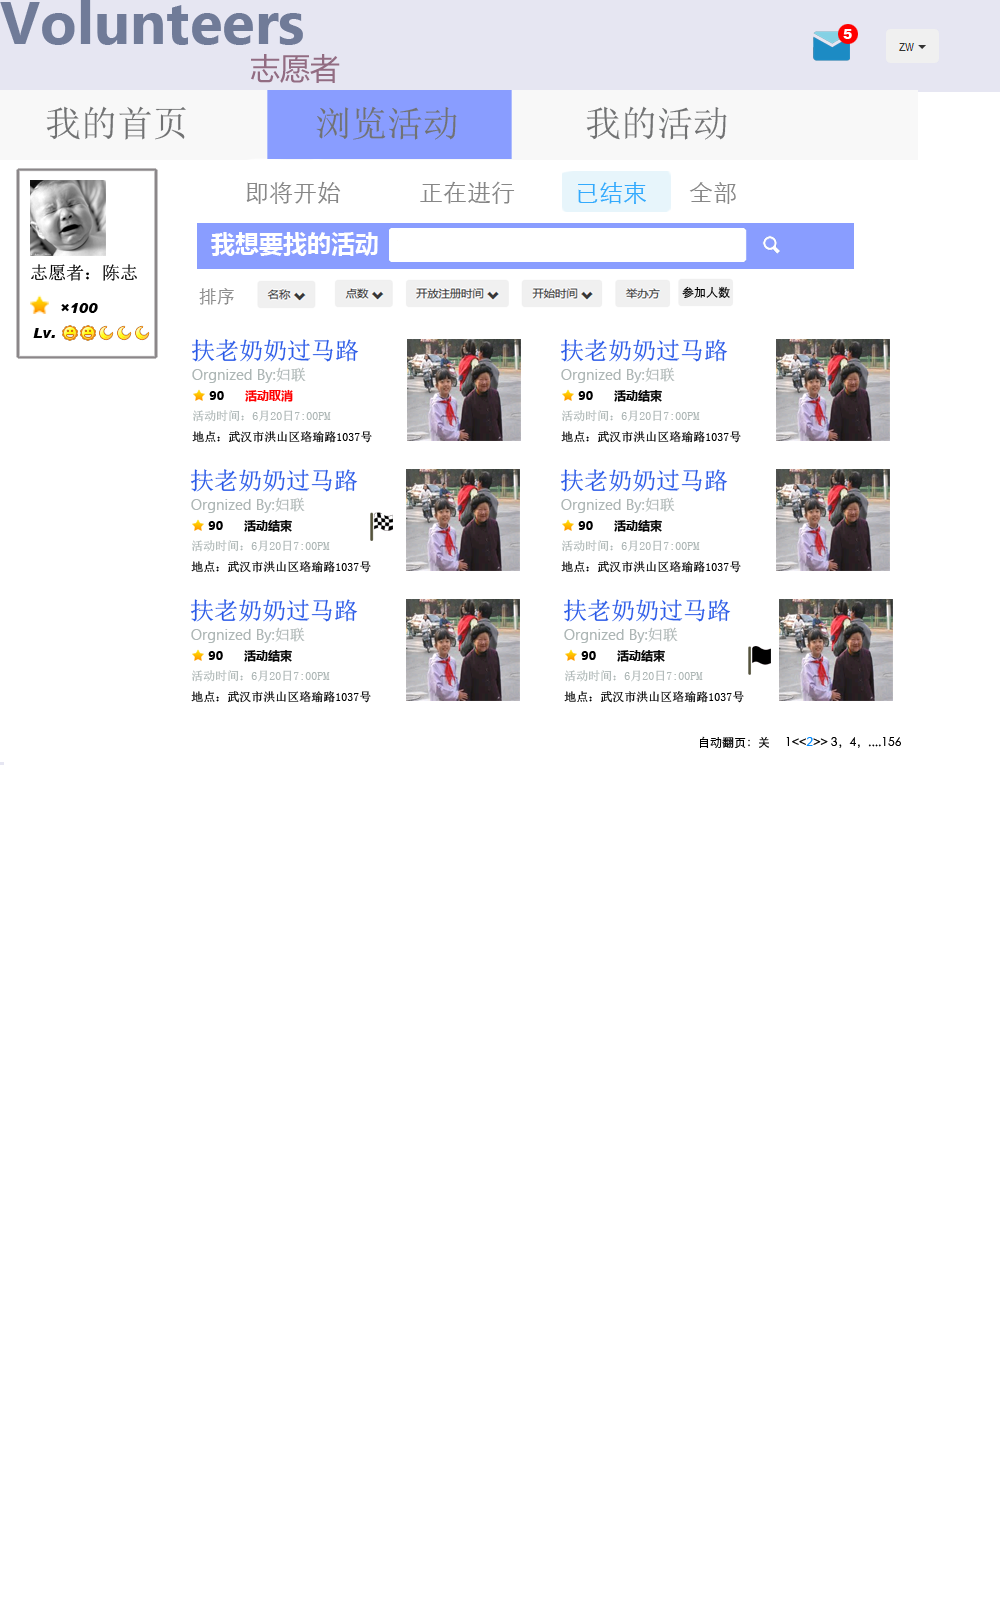 Volunteers
志愿者
5
ZW
我的首页 浏览活动 我的活动
即将开始 正在进行 已结束 全部
我想要找的活动
志愿者：陈志
×100
Lv.
排序 名称 点数 开放注册时间 开始时间 举办方 参加人数
扶老奶奶过马路
Orgnized By:妇联
90 活动取消
活动时间：6月20日7:00PM
地点：武汉市洪山区珞瑜路1037号
扶老奶奶过马路
Orgnized By:妇联
90 活动结束
活动时间：6月20日7:00PM
地点：武汉市洪山区珞瑜路1037号
扶老奶奶过马路
Orgnized By:妇联
90 活动结束
活动时间：6月20日7:00PM
地点：武汉市洪山区珞瑜路1037号
扶老奶奶过马路
Orgnized By:妇联
90 活动结束
活动时间：6月20日7:00PM
地点：武汉市洪山区珞瑜路1037号
扶老奶奶过马路
Orgnized By:妇联
90 活动结束
活动时间：6月20日7:00PM
地点：武汉市洪山区珞瑜路1037号
扶老奶奶过马路
Orgnized By:妇联
90 活动结束
活动时间：6月20日7:00PM
地点：武汉市洪山区珞瑜路1037号
自动翻页：关 1<<2>> 3，4，....156